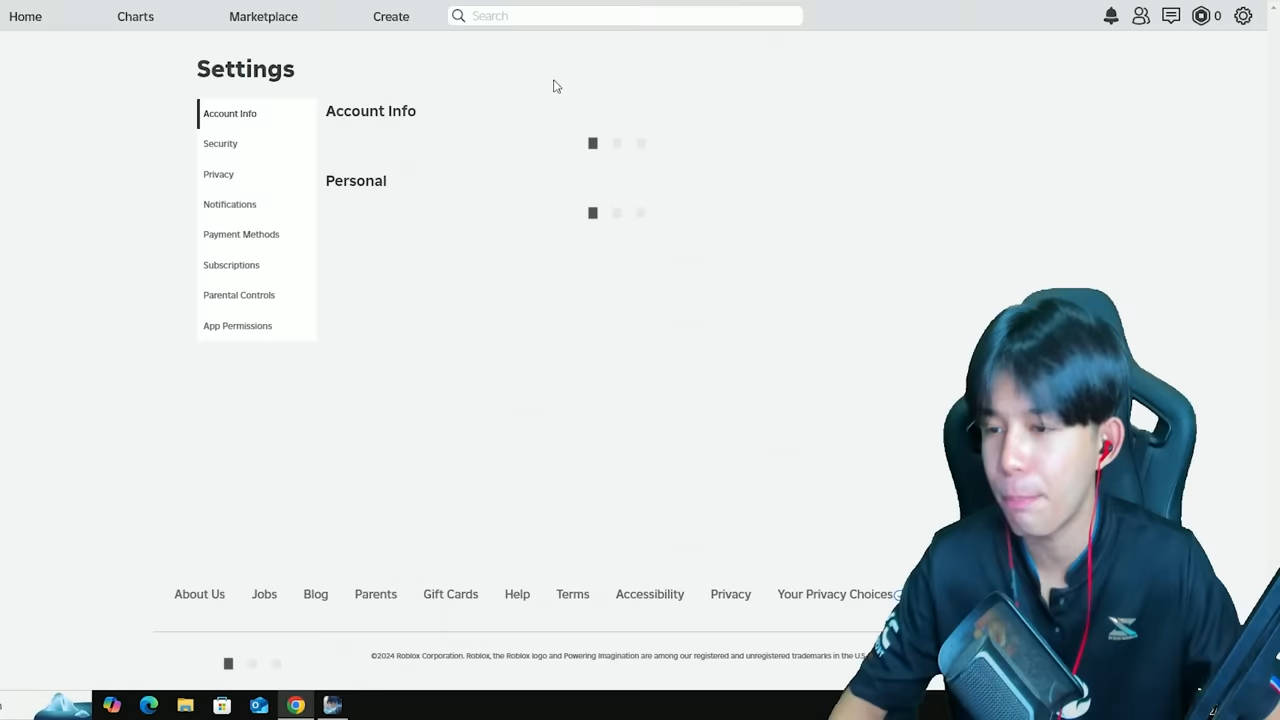 Home Charts Marketplace Create Search 0
Settings
Account Info
Security
Privacy
Notifications
Payment Methods
Subscriptions
Parental Controls
App Permissions
Account Info
Personal
About Us Jobs Blog Parents Gift Cards Help Terms Accessibility Privacy Your Privacy Choices
©2024 Roblox Corporation. Roblox, the Roblox logo and Powering Imagination are among our registered and unregistered trademarks in the U.S.